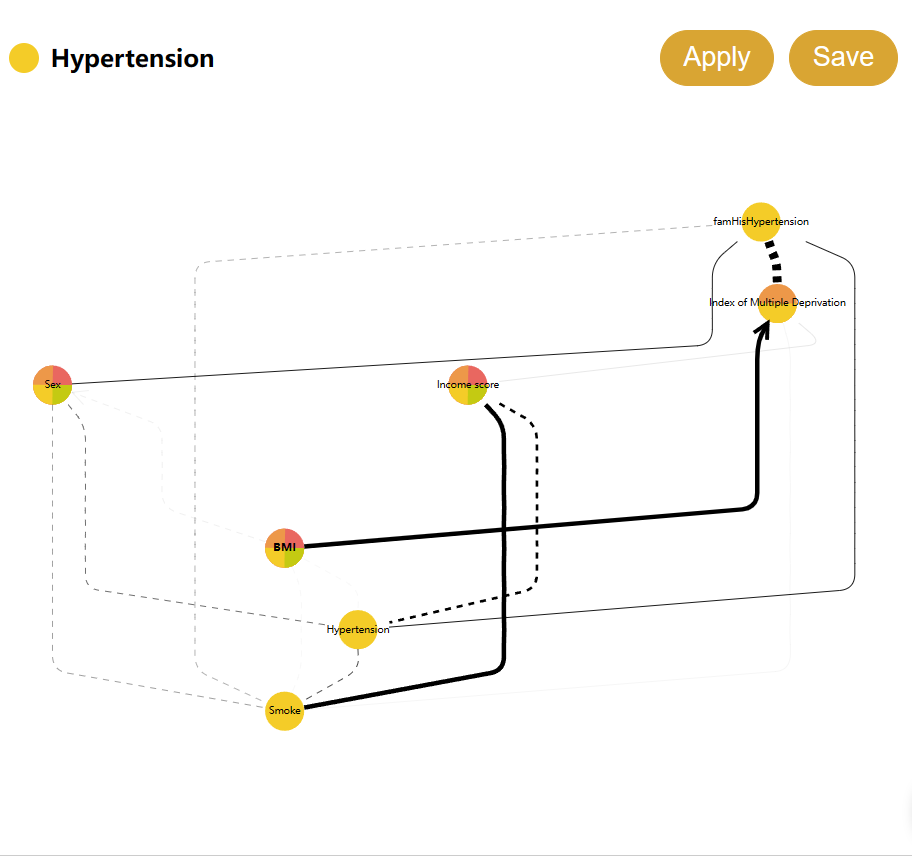 Hypertension
Apply
Save
famHisHypertension
Index of Multiple Deprivation
Sex
Income score
BMI
Hypertension
Smoke